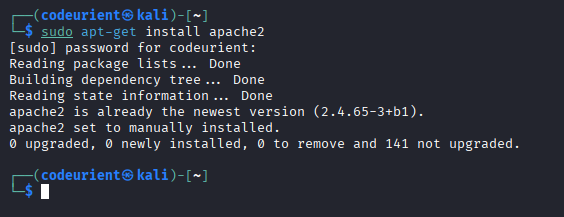 ┌──(codeurient㉿kali)-[~]
└─$ sudo apt-get install apache2
[sudo] password for codeurient:
Reading package lists... Done
Building dependency tree... Done
Reading state information... Done
apache2 is already the newest version (2.4.65-3+b1).
apache2 set to manually installed.
0 upgraded, 0 newly installed, 0 to remove and 141 not upgraded.
┌──(codeurient㉿kali)-[~]
└─$